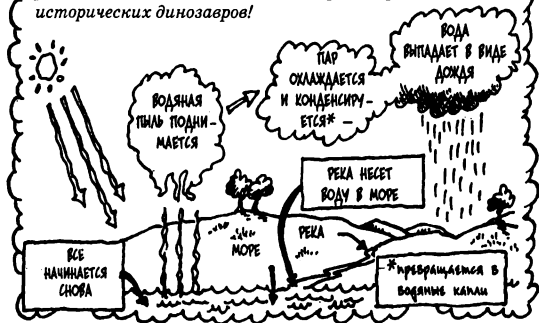 исторических динозавров!
ВОДЯНАЯ
ПЫЛЬ ПОДНИ-
МАЕТСЯ
ПАР
ОХЛАЖДАЕТСЯ
И КОНДЕНСИРУ-
ЕТСЯ* –
ВОДА
ВЫПАДАЕТ В ВИДЕ
ДОЖДЯ
РЕКА НЕСЕТ
ВОДУ В МОРЕ
МОРЕ
РЕКА
ВСЕ
НАЧИНАЕТСЯ
СНОВА
*превращается в
водяные капли